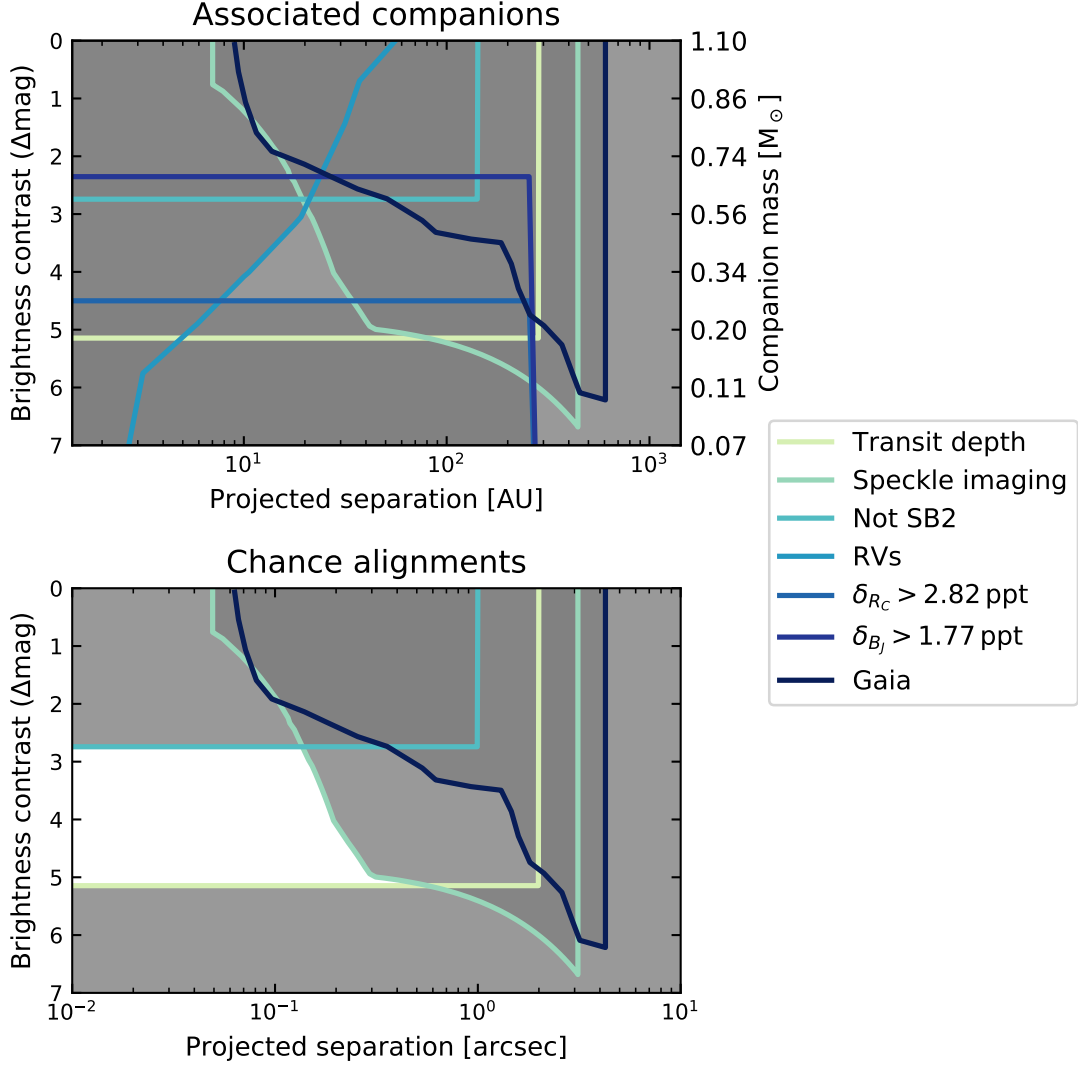 Associated companions
Brightness contrast (Δmag)
0
1
2
3
4
5
6
7
1.10
0.86
0.74
0.56
0.34
0.20
0.11
0.07
Companion mass [M⊙]
10¹ 10² 10³
Projected separation [AU]
Transit depth
Speckle imaging
Not SB2
RVs
δ_{R_C} > 2.82 ppt
δ_{B_J} > 1.77 ppt
Gaia
Chance alignments
Brightness contrast (Δmag)
0
1
2
3
4
5
6
7
10⁻² 10⁻¹ 10⁰ 10¹
Projected separation [arcsec]